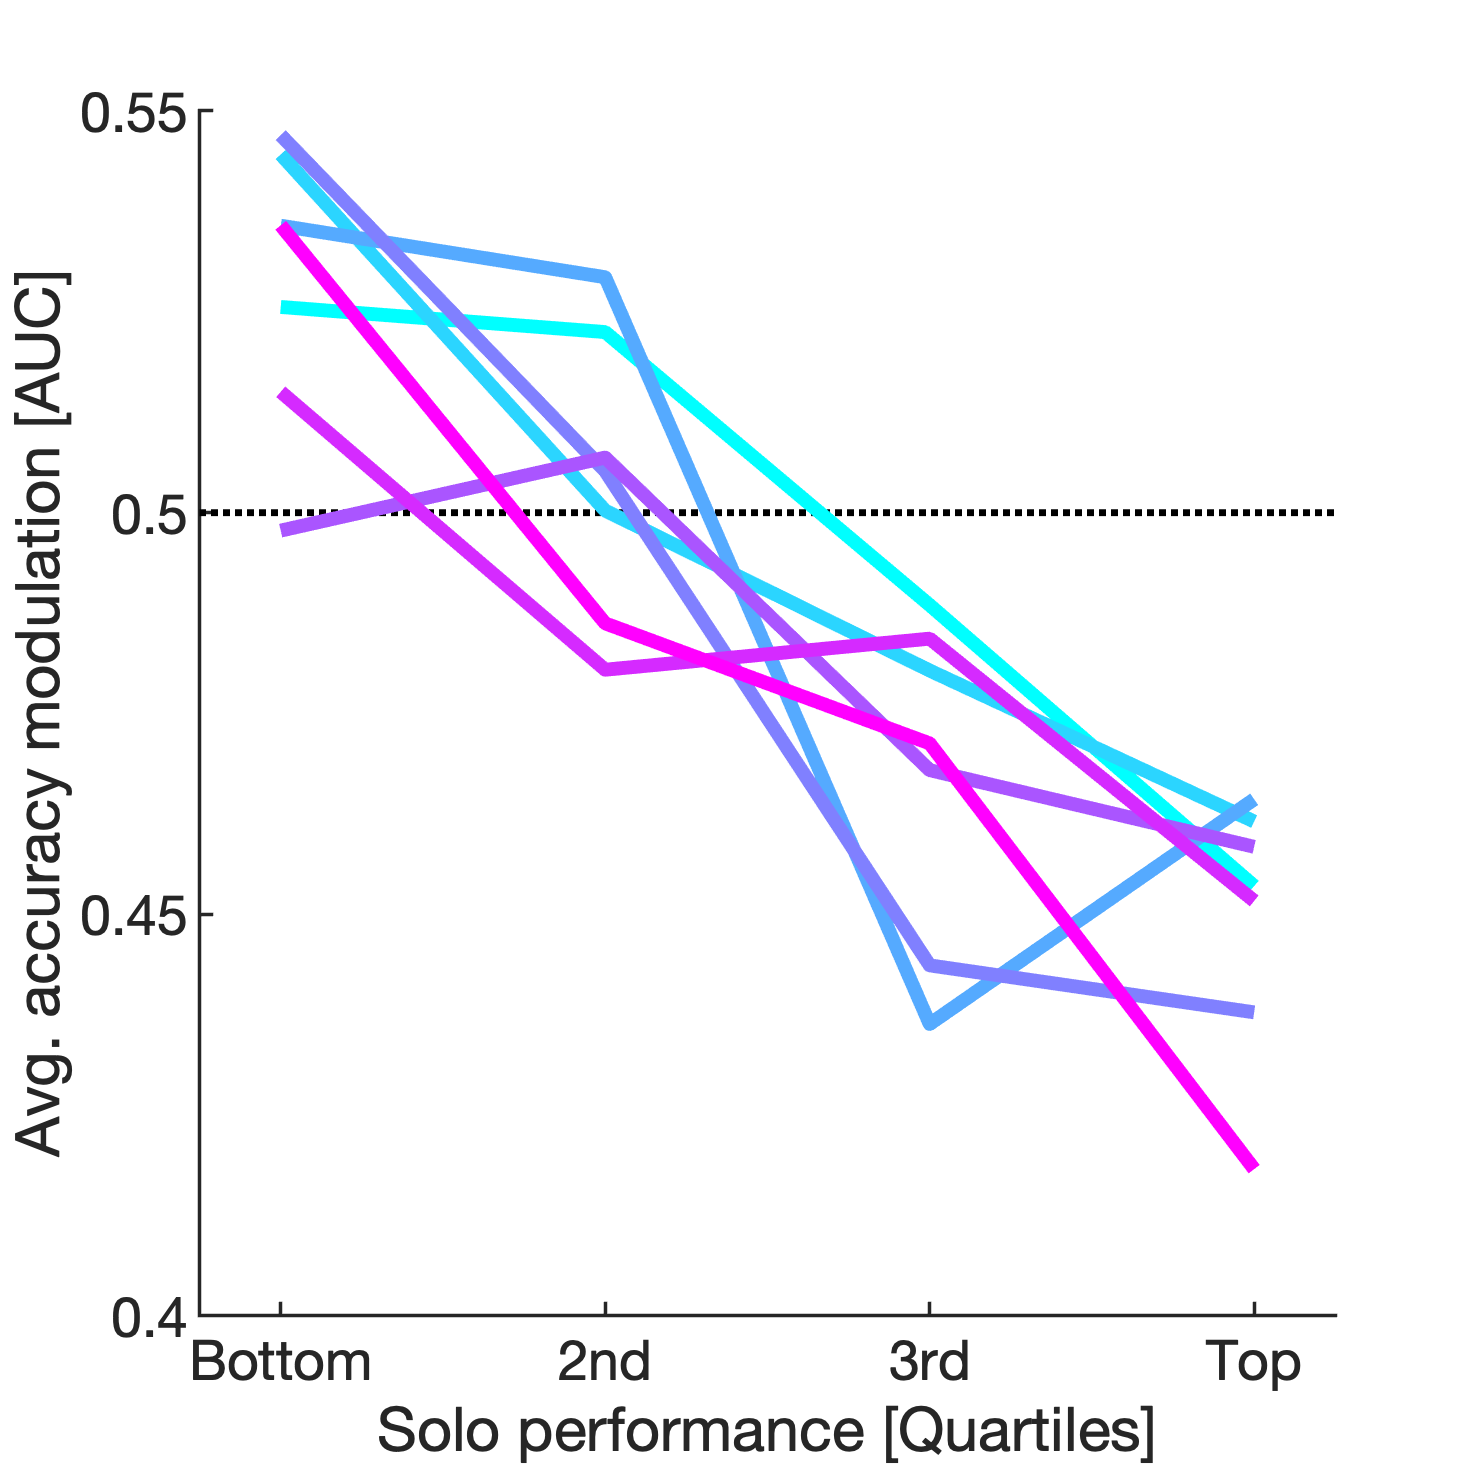 Avg. accuracy modulation [AUC]
0.55
0.5
0.45
0.4
Bottom 2nd 3rd Top
Solo performance [Quartiles]